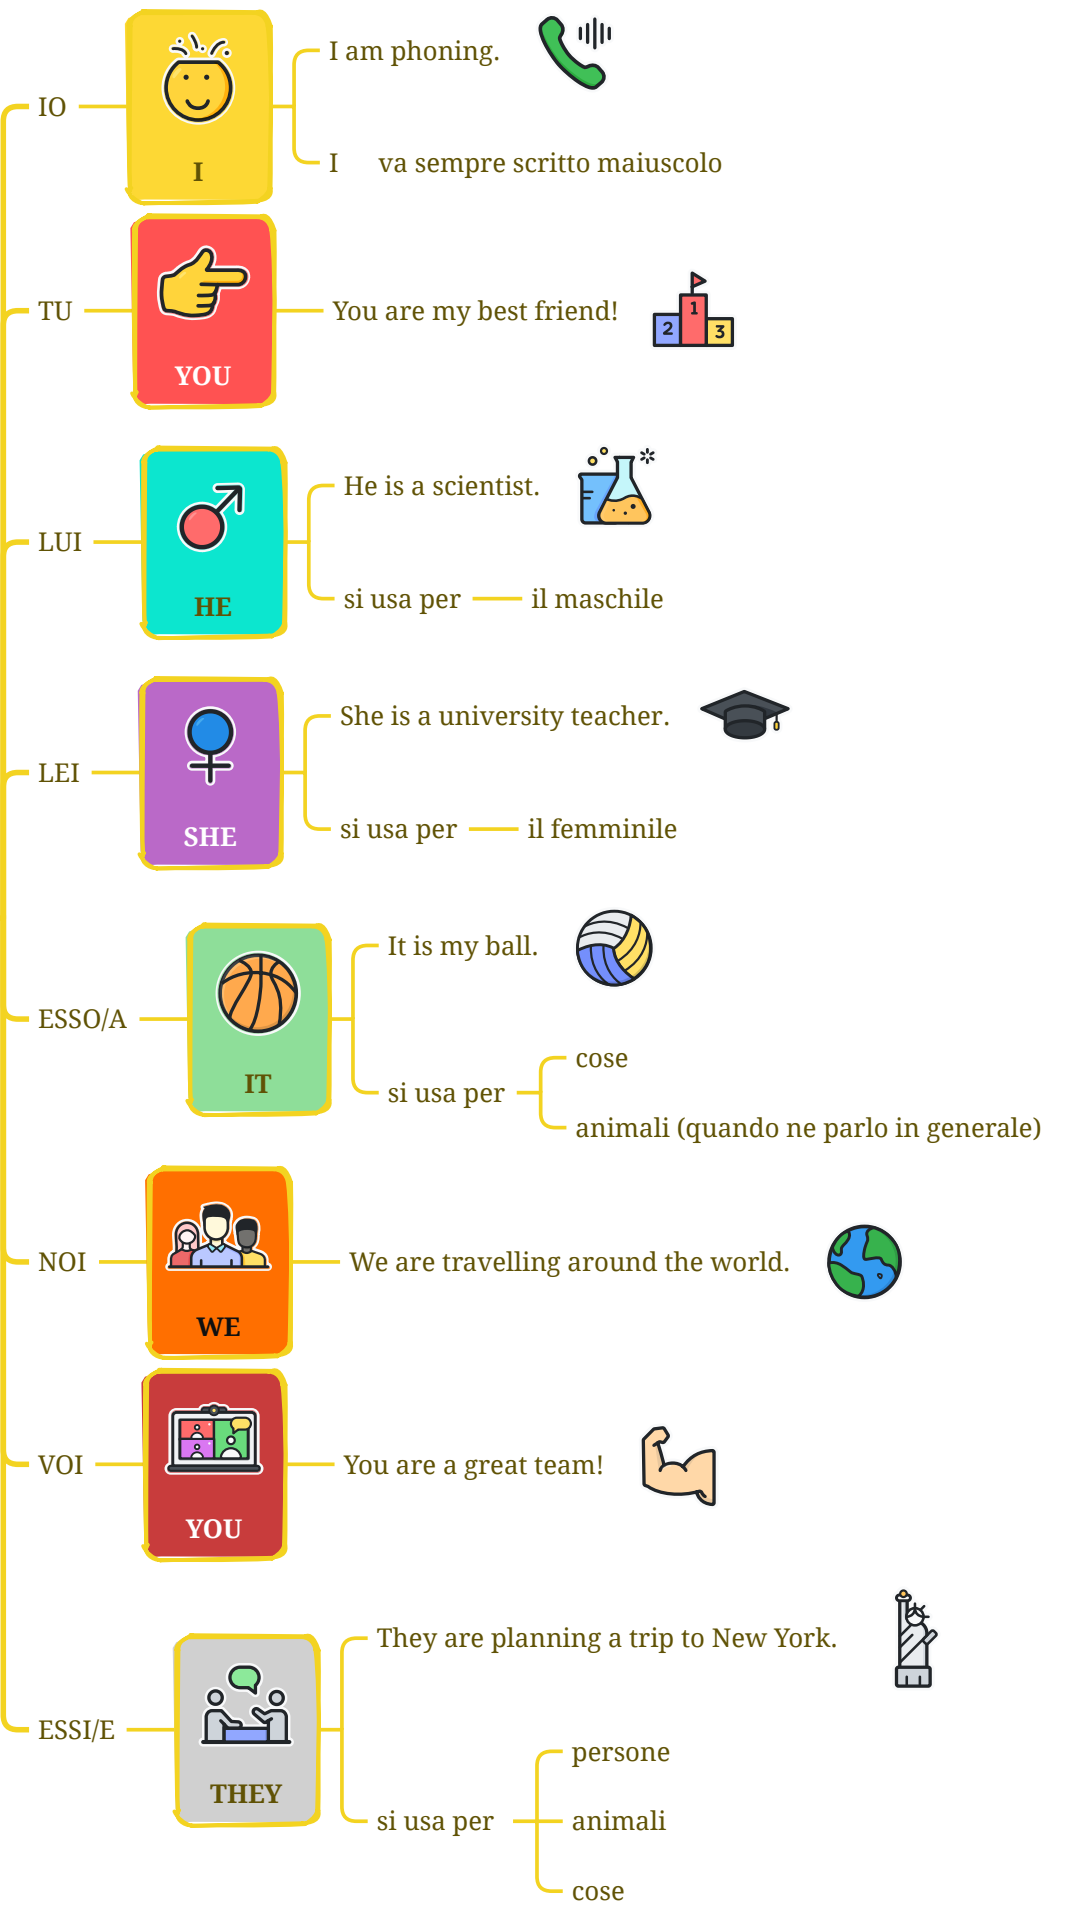 IO
I
I am phoning.
I va sempre scritto maiuscolo
TU
YOU
You are my best friend!
2 1 3
LUI
HE
He is a scientist.
si usa per il maschile
LEI
SHE
She is a university teacher.
si usa per il femminile
ESSO/A
IT
It is my ball.
si usa per
cose
animali (quando ne parlo in generale)
NOI
WE
We are travelling around the world.
VOI
YOU
You are a great team!
ESSI/E
THEY
They are planning a trip to New York.
si usa per
persone
animali
cose